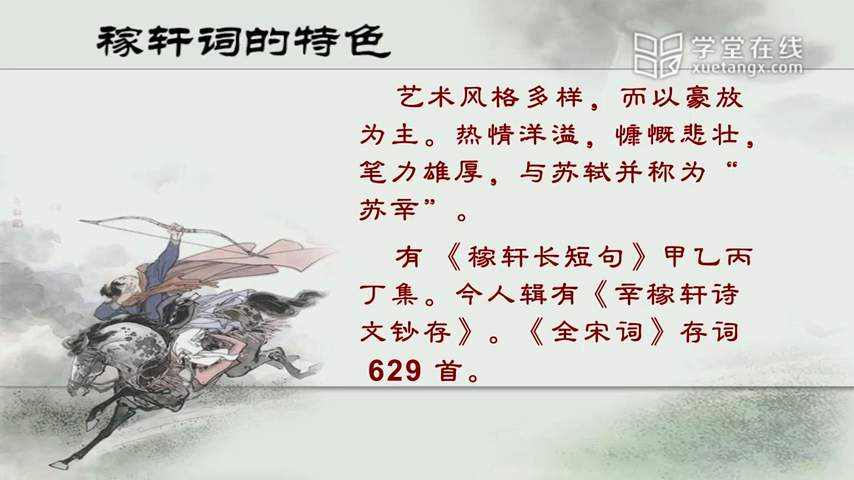 稼轩词的特色
学堂在线
xuetangx.com
艺术风格多样，而以豪放
为主。热情洋溢，慷慨悲壮，
笔力雄厚，与苏轼并称为“
苏辛”。
有《稼轩长短句》甲乙丙
丁集。今人辑有《辛稼轩诗
文钞存》。《全宋词》存词
629 首。